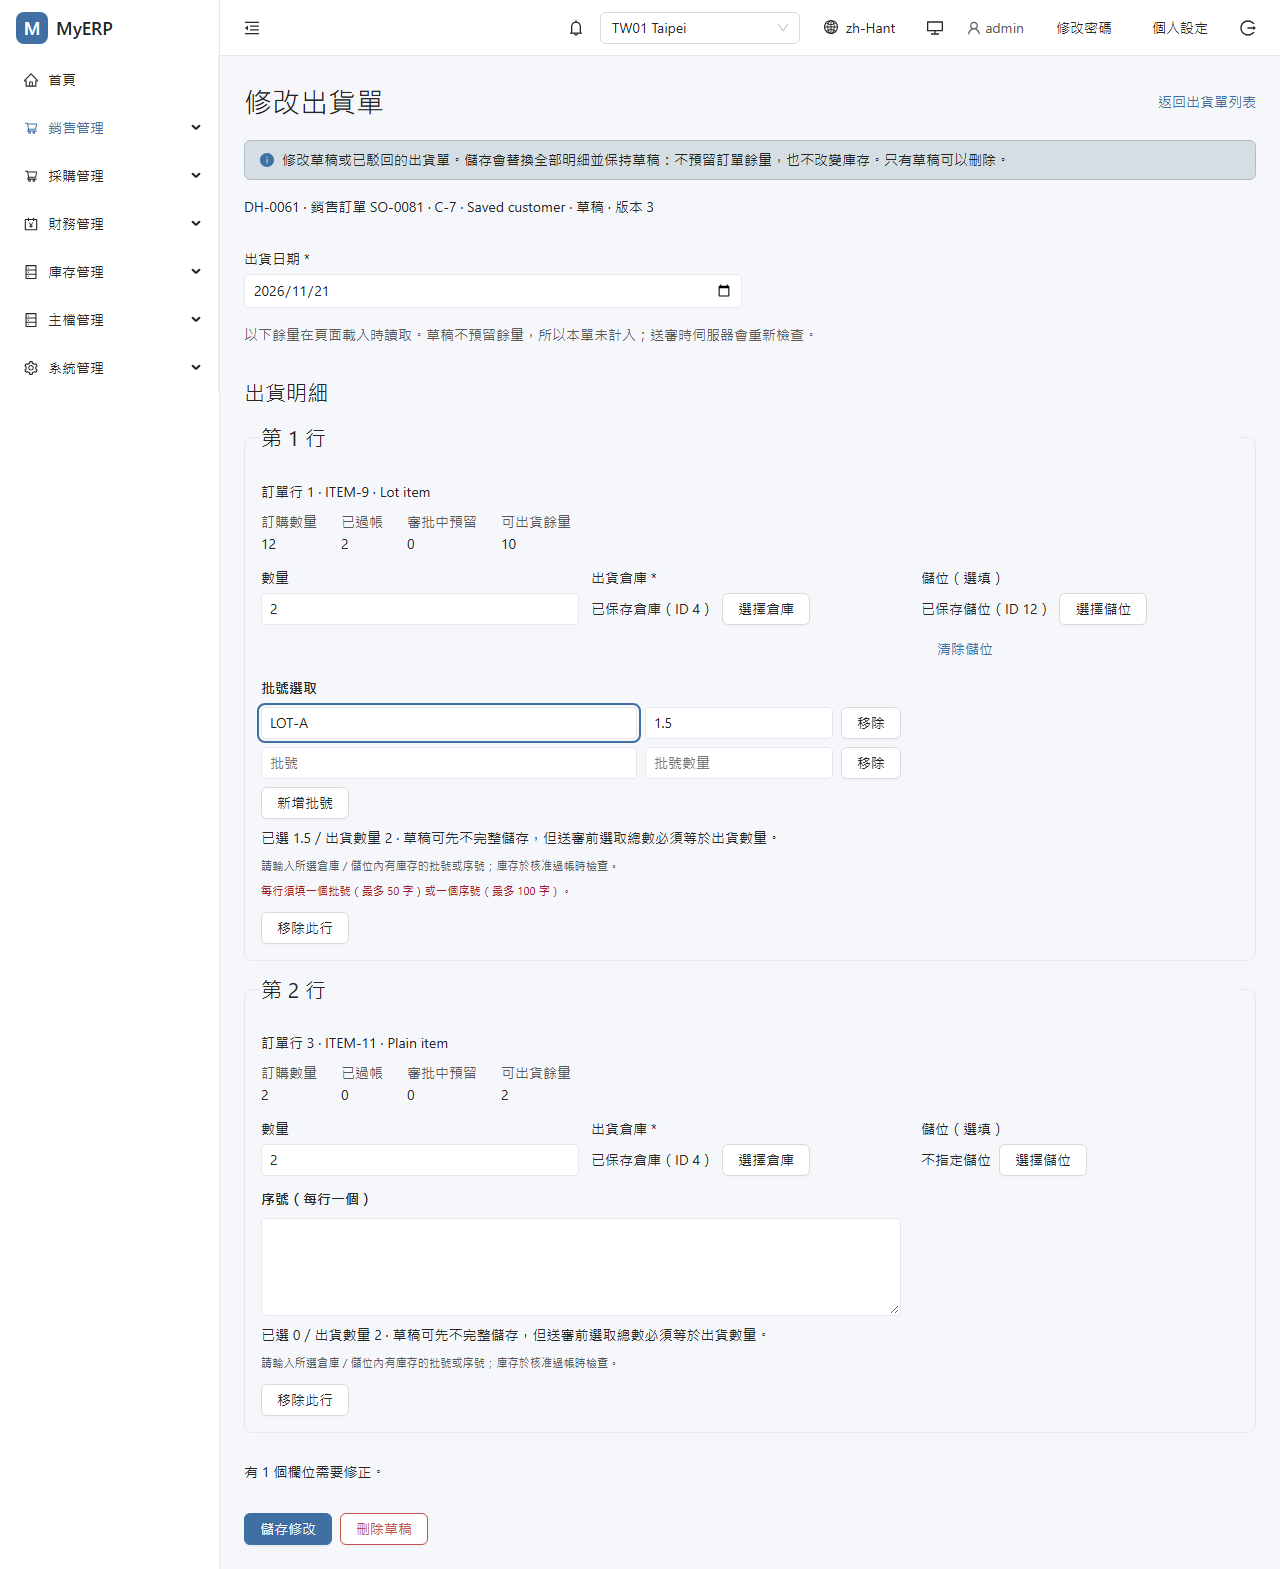 M MyERP
TW01 Taipei
zh-Hant
admin
修改密碼
個人設定
首頁
銷售管理
採購管理
財務管理
庫存管理
主檔管理
系統管理
修改出貨單
返回出貨單列表
修改草稿或已駁回的出貨單。儲存會替換全部明細並保持草稿：不預留訂單餘量，也不改變庫存。只有草稿可以刪除。
DH-0061 · 銷售訂單 SO-0081 · C-7 · Saved customer · 草稿 · 版本 3
出貨日期 *
2026/11/21
以下餘量在頁面載入時讀取。草稿不預留餘量，所以本單未計入；送審時伺服器會重新檢查。
出貨明細
第 1 行
訂單行 1 · ITEM-9 · Lot item
訂購數量 已過帳 審批中預留 可出貨餘量
12 2 0 10
數量 出貨倉庫 * 儲位（選填）
2 已保存倉庫（ID 4） 選擇倉庫 已保存儲位（ID 12） 選擇儲位
清除儲位
批號選取
LOT-A 1.5 移除
批號 批號數量 移除
新增批號
已選 1.5 / 出貨數量 2 · 草稿可先不完整儲存，但送審前選取總數必須等於出貨數量。
請輸入所選倉庫 / 儲位內有庫存的批號或序號；庫存於核准過帳時檢查。
每行須填一個批號（最多 50 字）或一個序號（最多 100 字）。
移除此行
第 2 行
訂單行 3 · ITEM-11 · Plain item
訂購數量 已過帳 審批中預留 可出貨餘量
2 0 0 2
數量 出貨倉庫 * 儲位（選填）
2 已保存倉庫（ID 4） 選擇倉庫 不指定儲位 選擇儲位
序號（每行一個）
已選 0 / 出貨數量 2 · 草稿可先不完整儲存，但送審前選取總數必須等於出貨數量。
請輸入所選倉庫 / 儲位內有庫存的批號或序號；庫存於核准過帳時檢查。
移除此行
有 1 個欄位需要修正。
儲存修改 刪除草稿